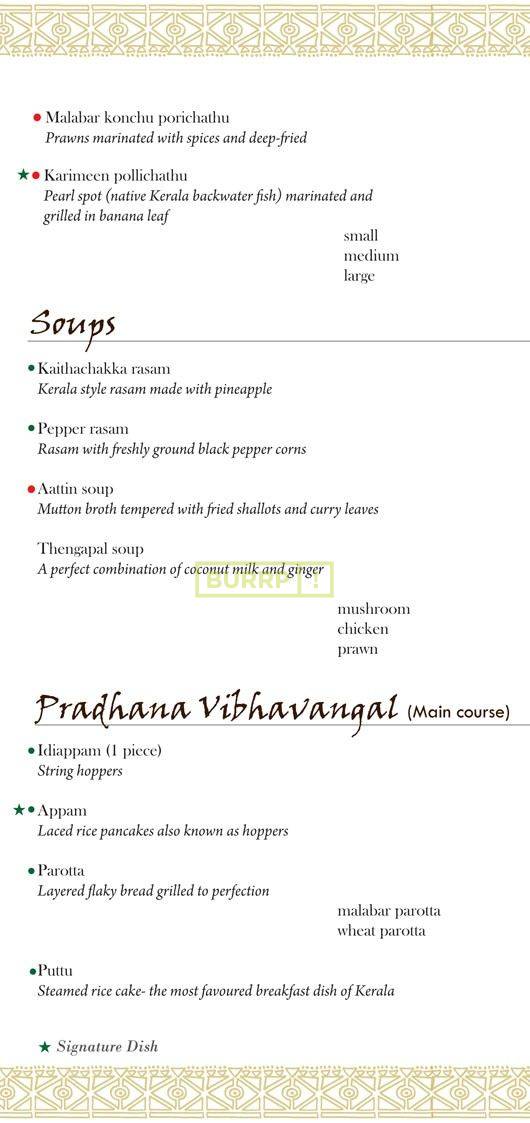 Malabar konchu porichathu
Prawns marinated with spices and deep-fried
Karimeen pollichathu
Pearl spot (native Kerala backwater fish) marinated and
grilled in banana leaf
small
medium
large
Soups
Kaithachakka rasam
Kerala style rasam made with pineapple
Pepper rasam
Rasam with freshly ground black pepper corns
Aattin soup
Mutton broth tempered with fried shallots and curry leaves
Thengapal soup
A perfect combination of coconut milk and ginger
BURRP!
mushroom
chicken
prawn
Pradhana Vibhavangal (Main course)
Idiappam (1 piece)
String hoppers
Appam
Laced rice pancakes also known as hoppers
Parotta
Layered flaky bread grilled to perfection
malabar parotta
wheat parotta
Puttu
Steamed rice cake- the most favoured breakfast dish of Kerala
Signature Dish